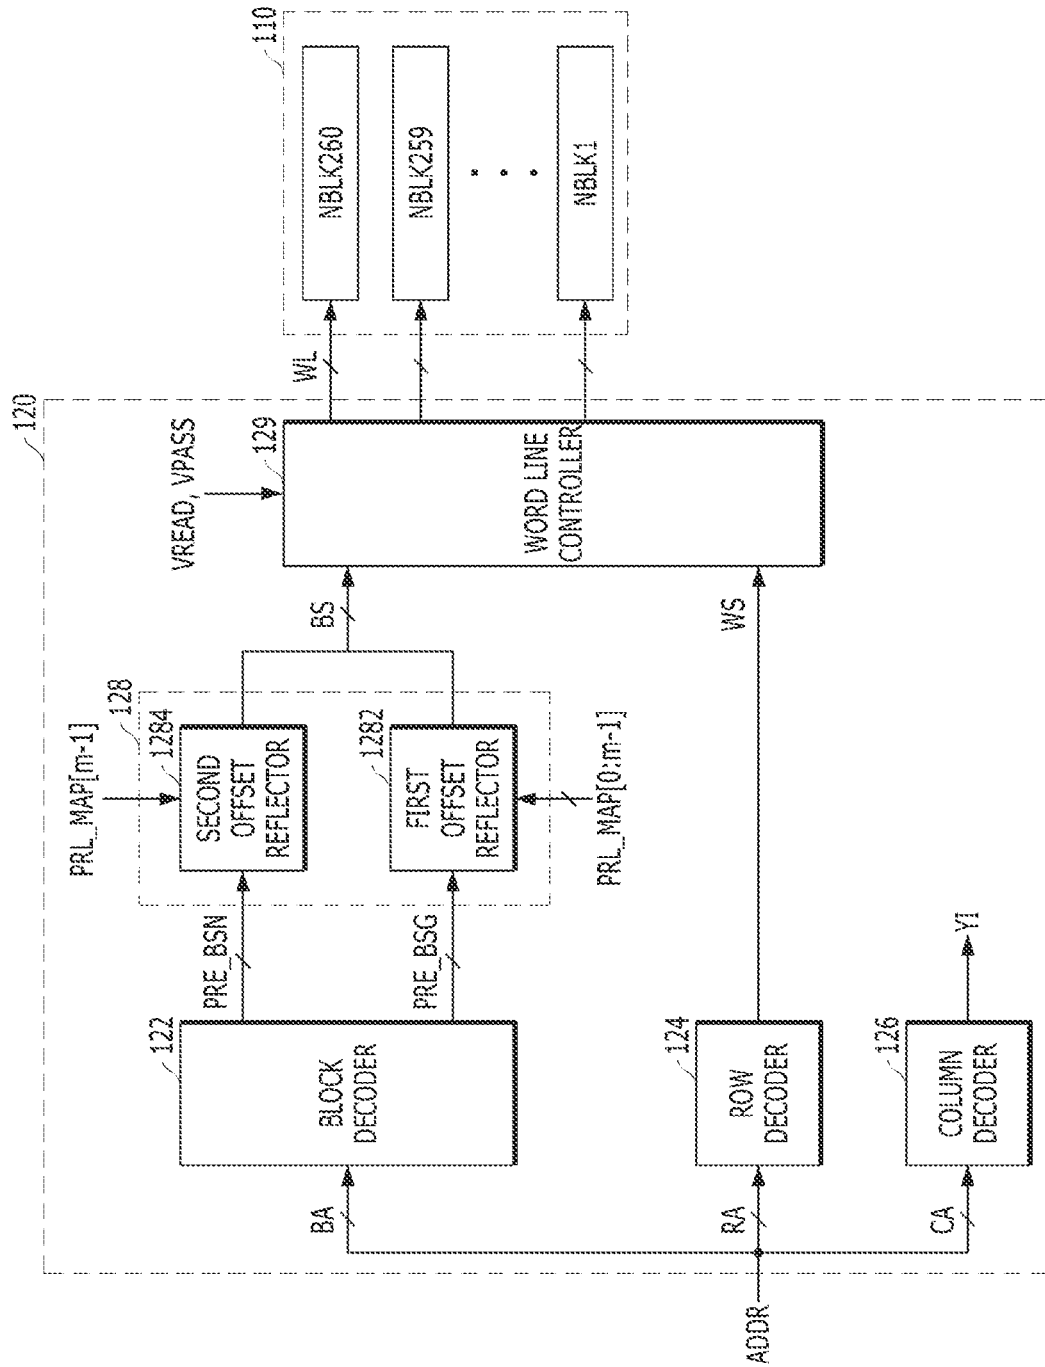 120
110
ADDR
BA
RA
CA
122
BLOCK
DECODER
124
ROW
DECODER
126
COLUMN
DECODER
YI
PRE_BSN
PRE_BSG
PRL_MAP[m-1]
128
1284
SECOND
OFFSET
REFLECTOR
1282
FIRST
OFFSET
REFLECTOR
PRL_MAP[0:m-1]
BS
WS
VREAD, VPASS
129
WORD LINE
CONTROLLER
WL
NBLK260
NBLK259
NBLK1